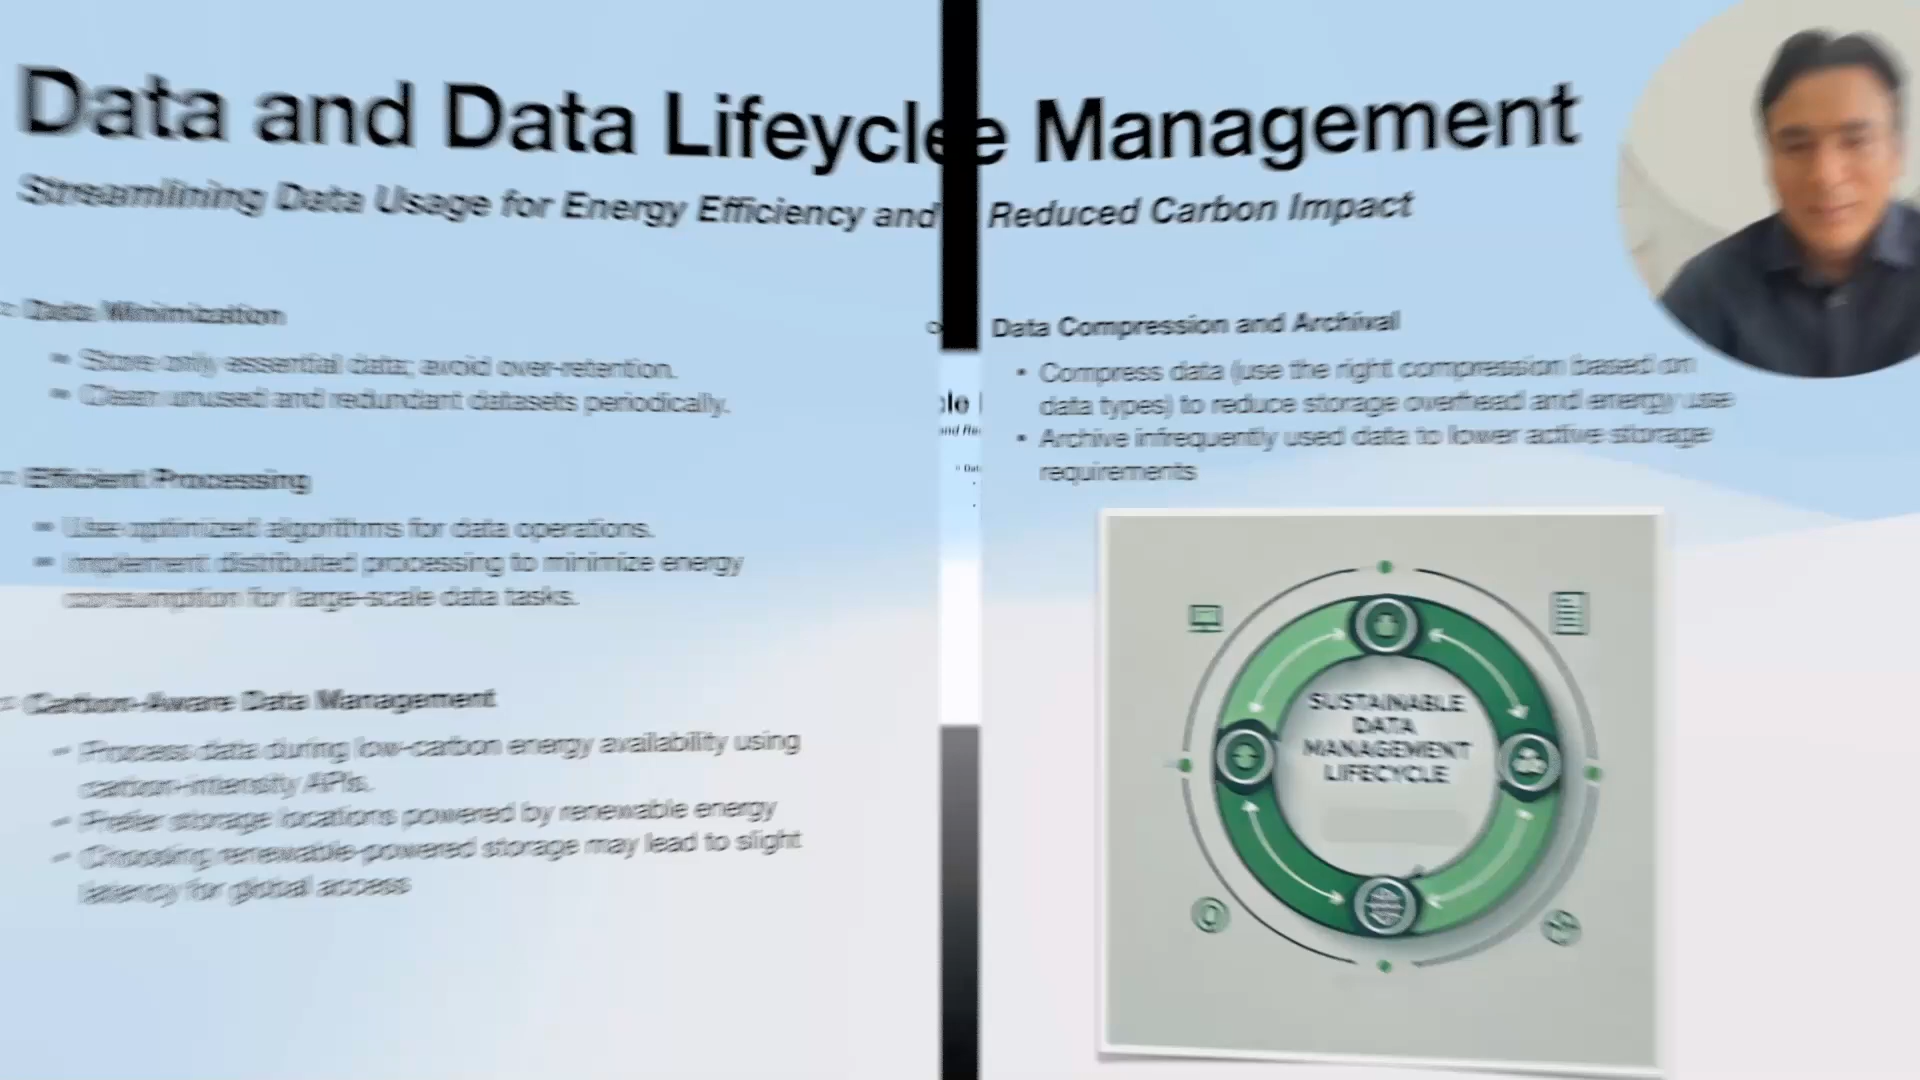 Data and Data Lifeycle Management
Streamlining Data Usage for Energy Efficiency and Reduced Carbon Impact
Data Minimization
Store only essential data; avoid over-retention.
Clean unused and redundant datasets periodically.
Efficient Processing
Use optimized algorithms for data operations.
Implement distributed processing to minimize energy
consumption for large-scale data tasks.
Carbon-Aware Data Management
Process data during low-carbon energy availability using
carbon-intensity APIs.
Prefer storage locations powered by renewable energy
Choosing renewable-powered storage may lead to slight
latency for global access
Data Compression and Archival
• Compress data (use the right compression based on
data types) to reduce storage overhead and energy use
• Archive infrequently used data to lower active storage
requirements
SUSTAINABLE
DATA
MANAGEMENT
LIFECYCLE